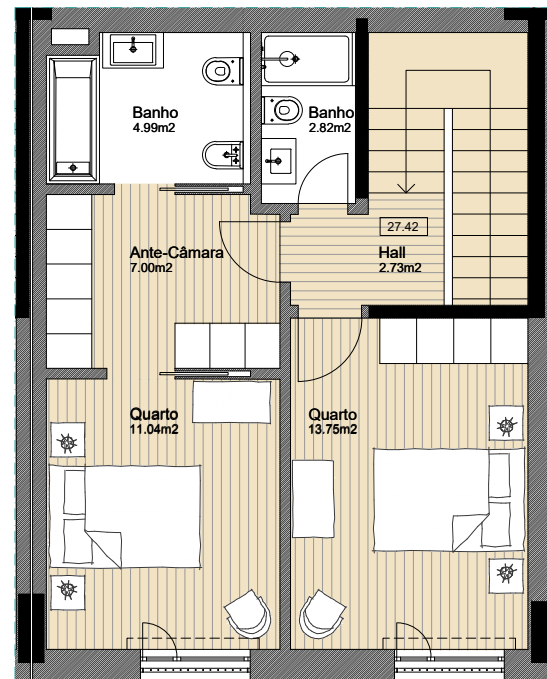 Banho
4.99m2
Banho
2.82m2
27.42
Ante-Câmara
7.00m2
Hall
2.73m2
Quarto
11.04m2
Quarto
13.75m2